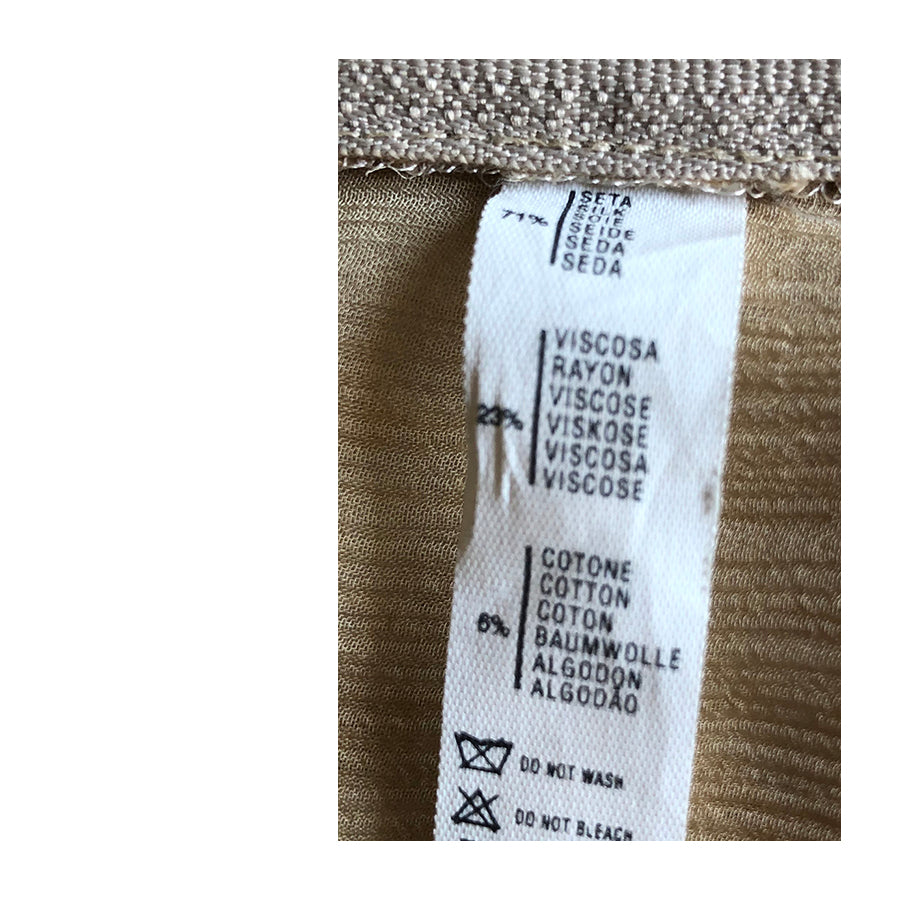 71%
SETA
SILK
SOIE
SEIDE
SEDA
SEDA
23%
VISCOSA
RAYON
VISCOSE
VISKOSE
VISCOSA
VISCOSE
6%
COTONE
COTTON
COTON
BAUMWOLLE
ALGODON
ALGODÃO
DO NOT WASH
DO NOT BLEACH